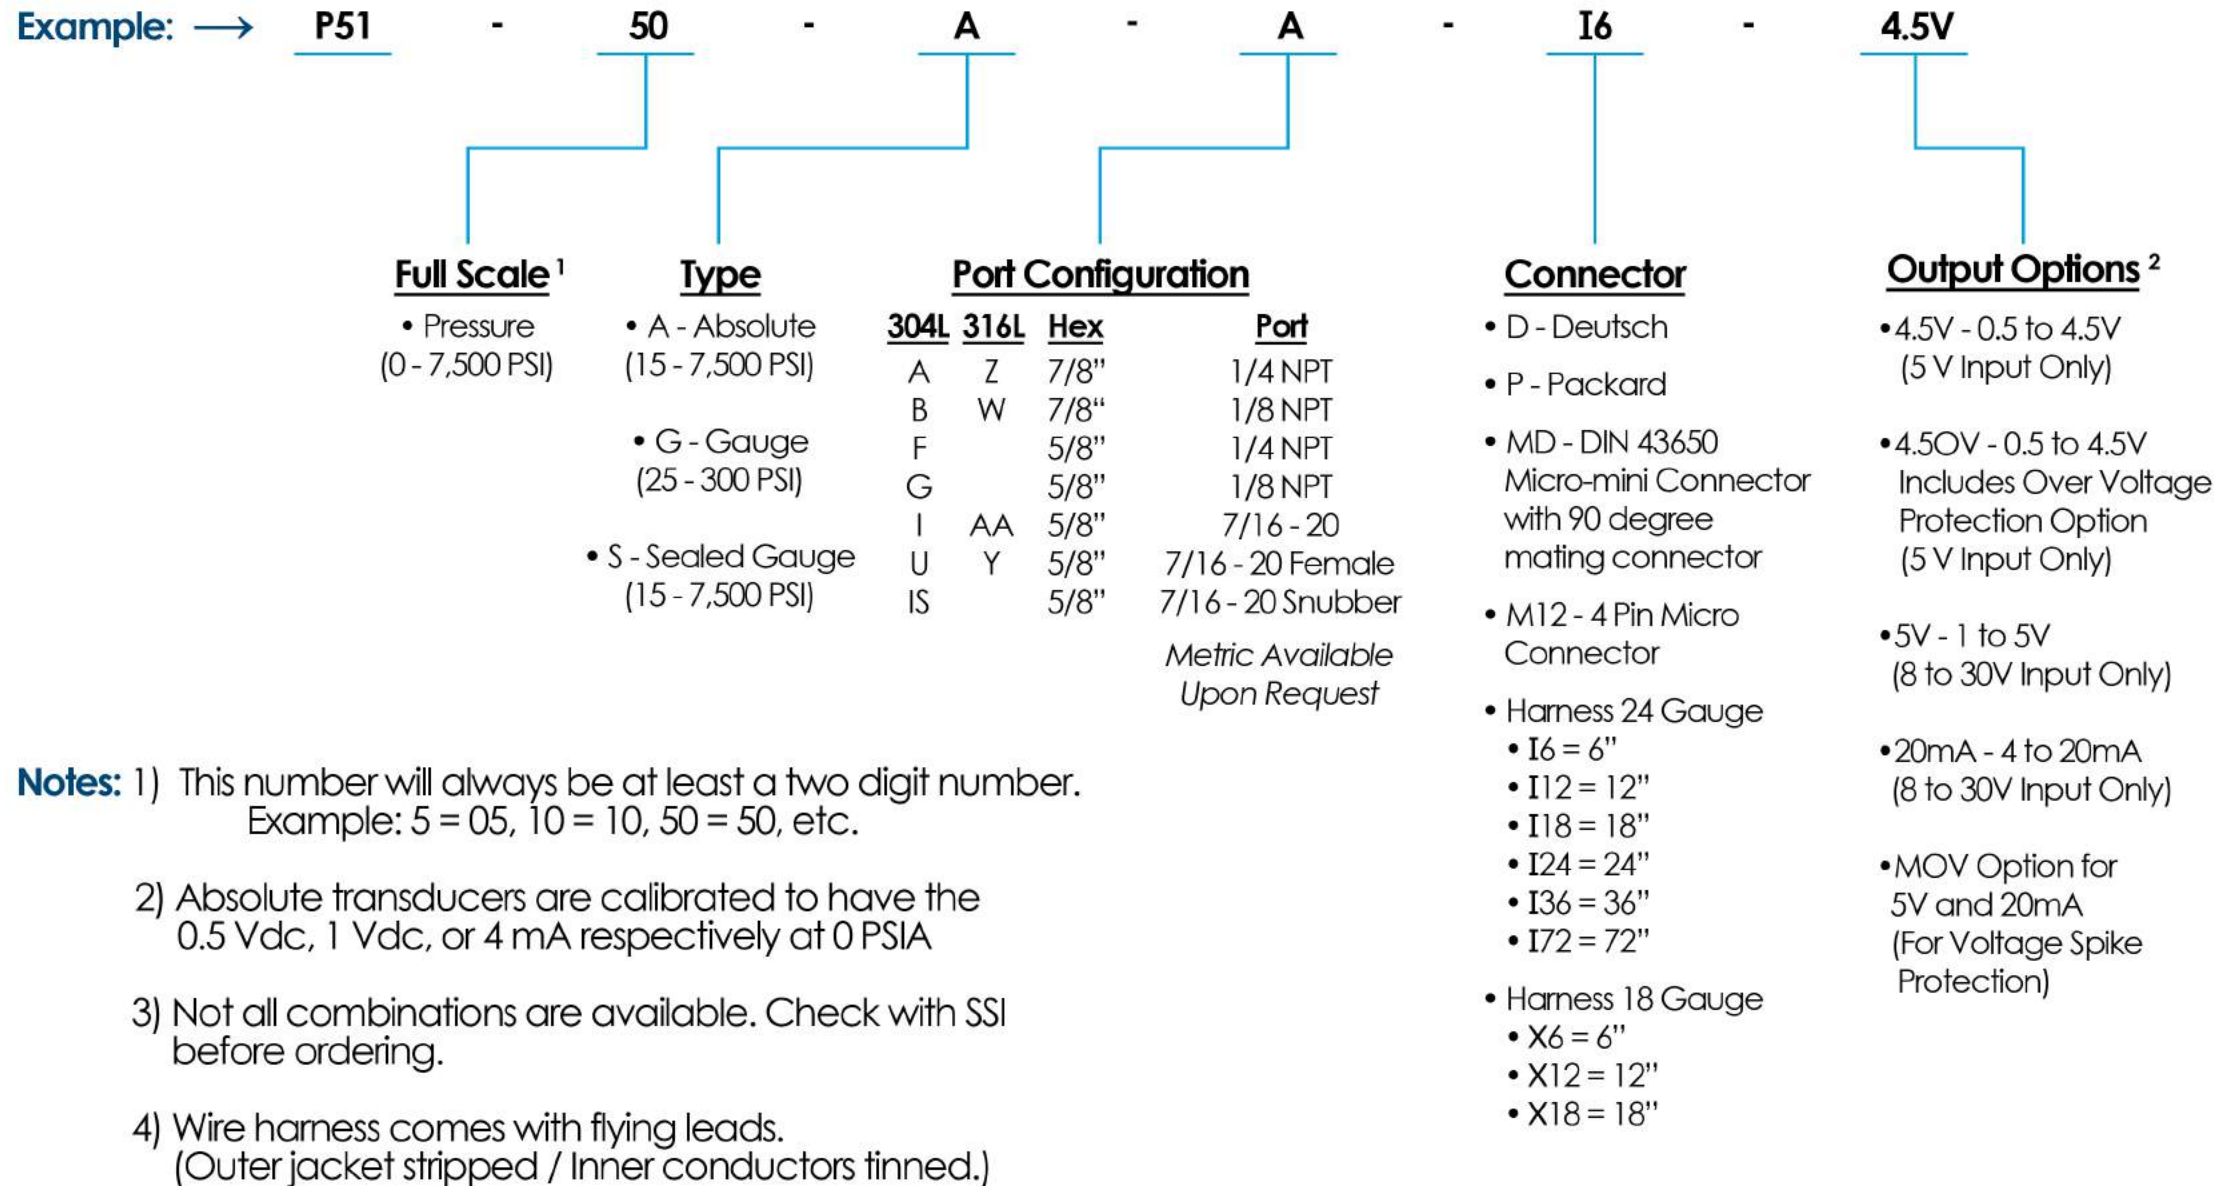 Example: → P51 - 50 - A - A - I6 - 4.5V
Full Scale 1
• Pressure
(0 - 7,500 PSI)
Type
• A - Absolute
(15 - 7,500 PSI)
• G - Gauge
(25 - 300 PSI)
• S - Sealed Gauge
(15 - 7,500 PSI)
Port Configuration
304L 316L Hex Port
A Z 7/8” 1/4 NPT
B W 7/8“ 1/8 NPT
F 5/8” 1/4 NPT
G 5/8” 1/8 NPT
I AA 5/8” 7/16 - 20
U Y 5/8” 7/16 - 20 Female
IS 5/8” 7/16 - 20 Snubber
Metric Available
Upon Request
Connector
• D - Deutsch
• P - Packard
• MD - DIN 43650
Micro-mini Connector
with 90 degree
mating connector
• M12 - 4 Pin Micro
Connector
• Harness 24 Gauge
• I6 = 6”
• I12 = 12”
• I18 = 18”
• I24 = 24”
• I36 = 36”
• I72 = 72”
• Harness 18 Gauge
• X6 = 6”
• X12 = 12”
• X18 = 18”
Output Options 2
• 4.5V - 0.5 to 4.5V
(5 V Input Only)
• 4.5OV - 0.5 to 4.5V
Includes Over Voltage
Protection Option
(5 V Input Only)
• 5V - 1 to 5V
(8 to 30V Input Only)
• 20mA - 4 to 20mA
(8 to 30V Input Only)
• MOV Option for
5V and 20mA
(For Voltage Spike
Protection)
Notes: 1) This number will always be at least a two digit number.
Example: 5 = 05, 10 = 10, 50 = 50, etc.
2) Absolute transducers are calibrated to have the
0.5 Vdc, 1 Vdc, or 4 mA respectively at 0 PSIA
3) Not all combinations are available. Check with SSI
before ordering.
4) Wire harness comes with flying leads.
(Outer jacket stripped / Inner conductors tinned.)